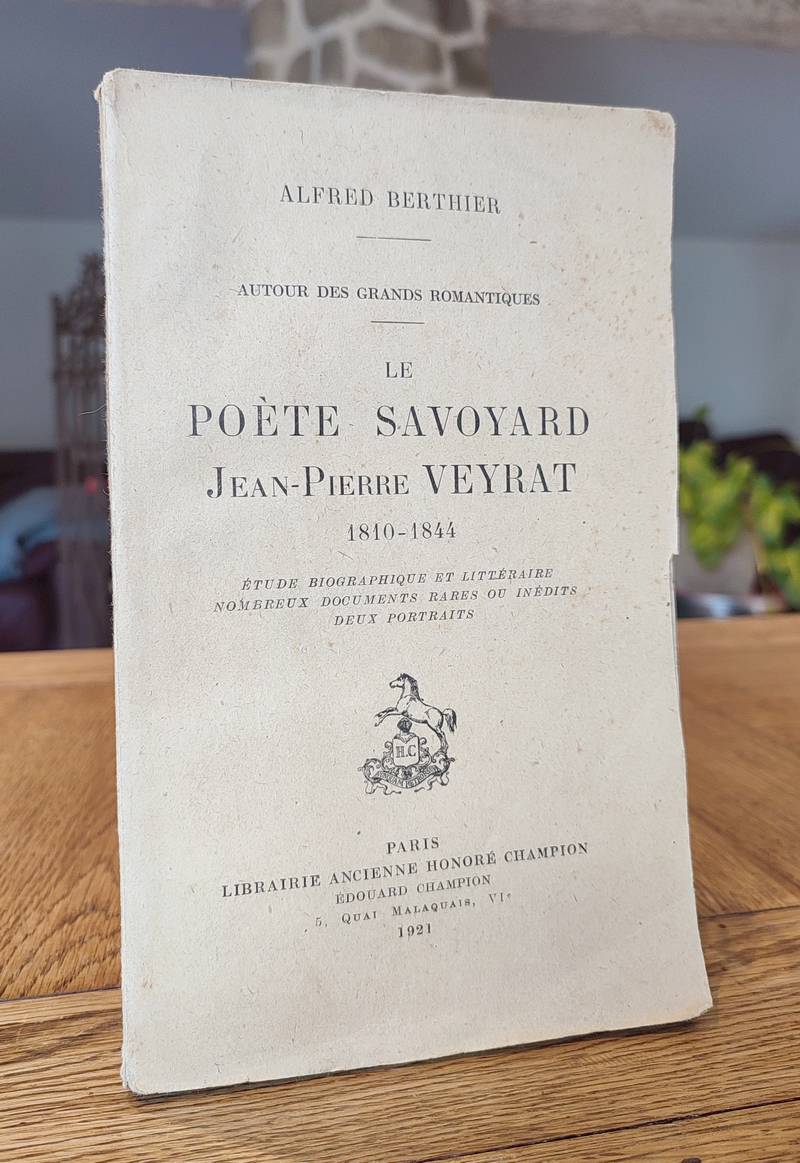 ALFRED BERTHIER
AUTOUR DES GRANDS ROMANTIQUES
LE
POÈTE SAVOYARD
JEAN-PIERRE VEYRAT
1810-1844
ÉTUDE BIOGRAPHIQUE ET LITTÉRAIRE
NOMBREUX DOCUMENTS RARES OU INÉDITS
DEUX PORTRAITS
H.C
PARIS
LIBRAIRIE ANCIENNE HONORÉ CHAMPION
ÉDOUARD CHAMPION
5, QUAI MALAQUAIS, VIe
1921